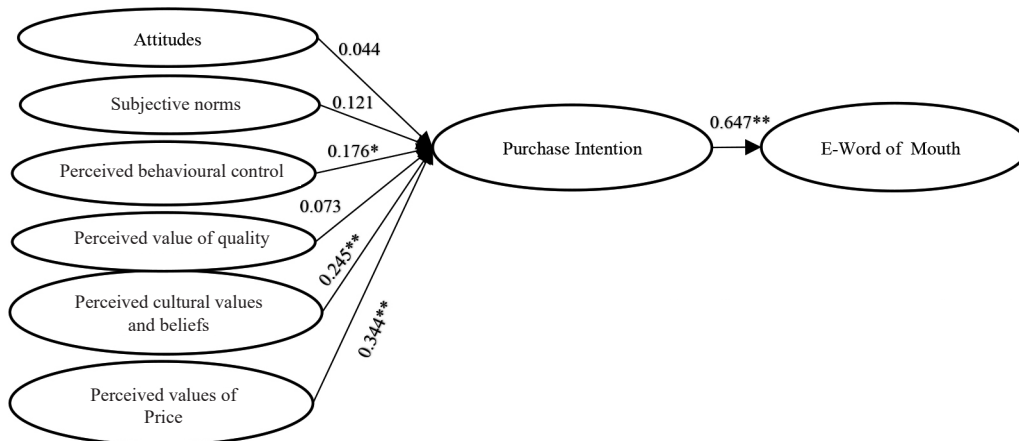 Attitudes
0.044
Subjective norms
0.121
Perceived behavioural control
0.176*
Perceived value of quality
0.073
Perceived cultural values
and beliefs
0.245**
Perceived values of
Price
0.344**
Purchase Intention
0.647**
E-Word of Mouth